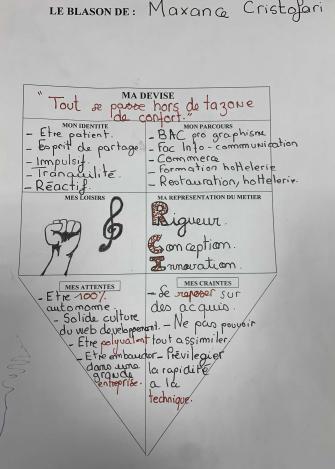 LE BLASON DE : Maxance Cristofari
MA DEVISE
"Tout se passe hors de ta zone
de confort."
MON IDENTITE
- Etre patient.
- Esprit de partage.
- Impulsif.
- Tranquilité.
- Réactif.
MON PARCOURS
- BAC pro graphisme
- Fac Info-communication
- Commerce
- Formation hottelerie
- Restauration, hottelerie.
MES LOISIRS
MA REPRESENTATION DU METIER
Rigueur.
Conception.
Innovation.
MES ATTENTES
- Etre 100%
autonome.
- Solide culture
du web developpement.
- Etre polyvalent
- Etre embaucher
dans une
grande
entreprise.
MES CRAINTES
- Se reposer sur
des acquis.
- Ne pas pouvoir
tout assimiler
- Prévilegier
la rapidité
a la
technique.